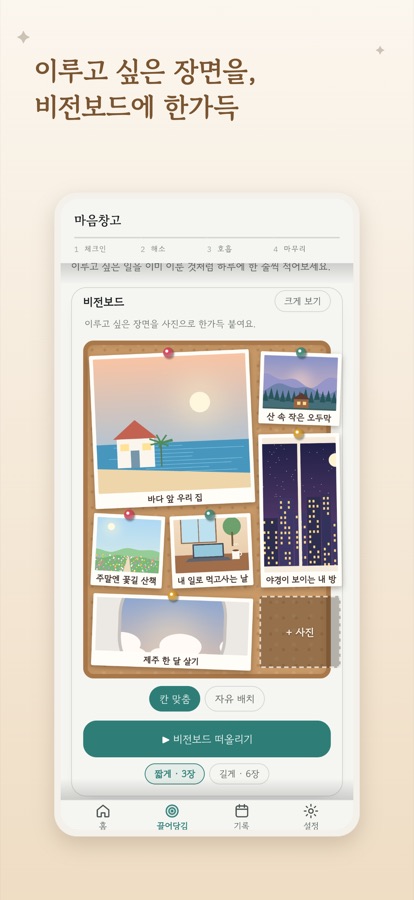 이루고 싶은 장면을,
비전보드에 한가득
마음창고
1 체크인 2 해소 3 호흡 4 마무리
이루고 싶은 일을 이미 이룬 것처럼 하루에 한 줄씩 적어보세요.
비전보드 크게 보기
이루고 싶은 장면을 사진으로 한가득 붙여요.
산 속 작은 오두막
바다 앞 우리 집
주말엔 꽃길 산책
내 일로 먹고사는 날
야경이 보이는 내 방
제주 한 달 살기
+ 사진
칸 맞춤 자유 배치
▶ 비전보드 떠올리기
짧게 · 3장 길게 · 6장
홈 끌어당김 기록 설정